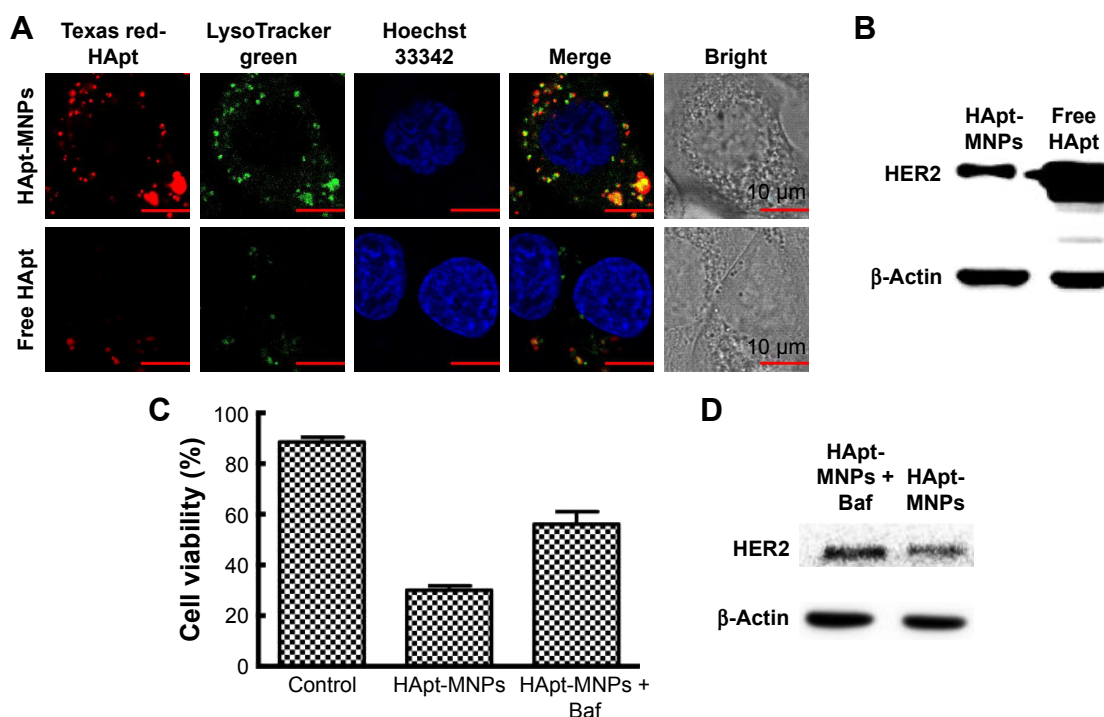 A
Texas red-
HApt
LysoTracker
green
Hoechst
33342
Merge
Bright
HApt-MNPs
10 µm
Free HApt
10 µm
B
HApt-
MNPs
Free
HApt
HER2
β-Actin
C
Cell viability (%)
100
80
60
40
20
0
Control
HApt-MNPs
HApt-MNPs +
Baf
D
HApt-
MNPs +
Baf
HApt-
MNPs
HER2
β-Actin